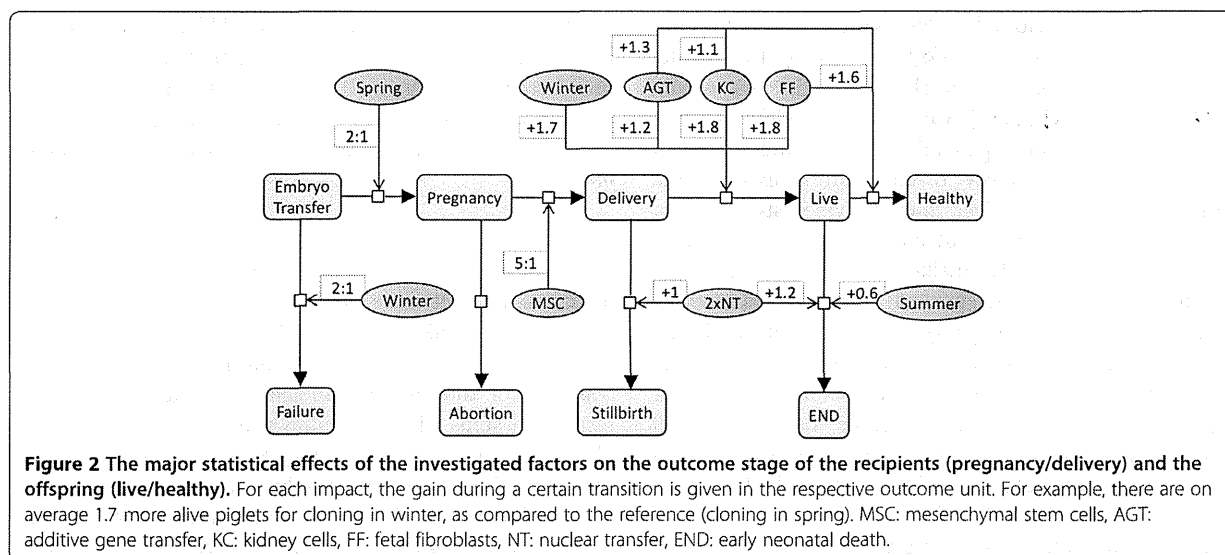 +1.3
+1.1
+1.6
Spring
Winter
AGT
KC
FF
2:1
+1.7
+1.2
+1.8
+1.8
Embryo
Transfer
Pregnancy
Delivery
Live
Healthy
5:1
2:1
Winter
MSC
+1
2xNT
+1.2
+0.6
Summer
Failure
Abortion
Stillbirth
END
Figure 2 The major statistical effects of the investigated factors on the outcome stage of the recipients (pregnancy/delivery) and the
offspring (live/healthy). For each impact, the gain during a certain transition is given in the respective outcome unit. For example, there are on
average 1.7 more alive piglets for cloning in winter, as compared to the reference (cloning in spring). MSC: mesenchymal stem cells, AGT:
additive gene transfer, KC: kidney cells, FF: fetal fibroblasts, NT: nuclear transfer, END: early neonatal death.